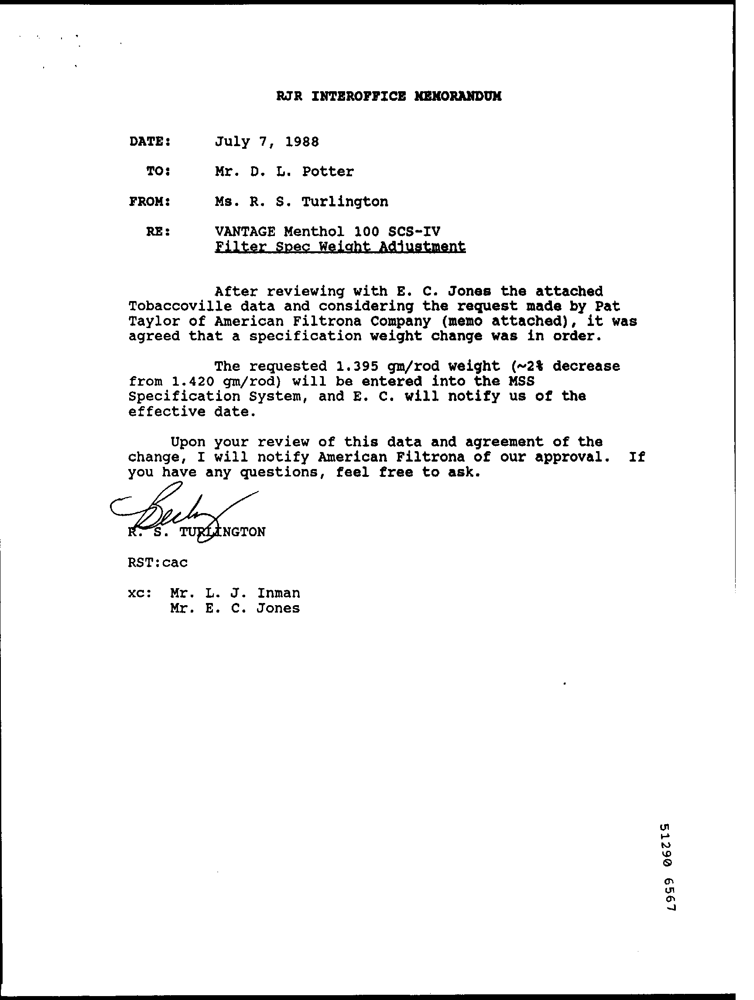 RJR INTEROFFICE MEMORANDUM
DATE: July 7, 1988
TO: Mr. D. L. Potter
FROM: Ms. R. S. Turlington
RE: VANTAGE Menthol 100 SCS-IV
Filter Spec Weight Adjustment
After reviewing with E. C. Jones the attached
Tobaccoville data and considering the request made by Pat
Taylor of American Filtrona Company (memo attached), it was
agreed that a specification weight change was in order.
The requested 1.395 gm/rod weight (~2% decrease
from 1.420 gm/rod) will be entered into the MSS
Specification System, and E. C. will notify us of the
effective date.
Upon your review of this data and agreement of the
change, I will notify American Filtrona of our approval. If
you have any questions, feel free to ask.
Becky
R. S. TURLINGTON
RST:cac
xc: Mr. L. J. Inman
Mr. E. C. Jones
51290 6567